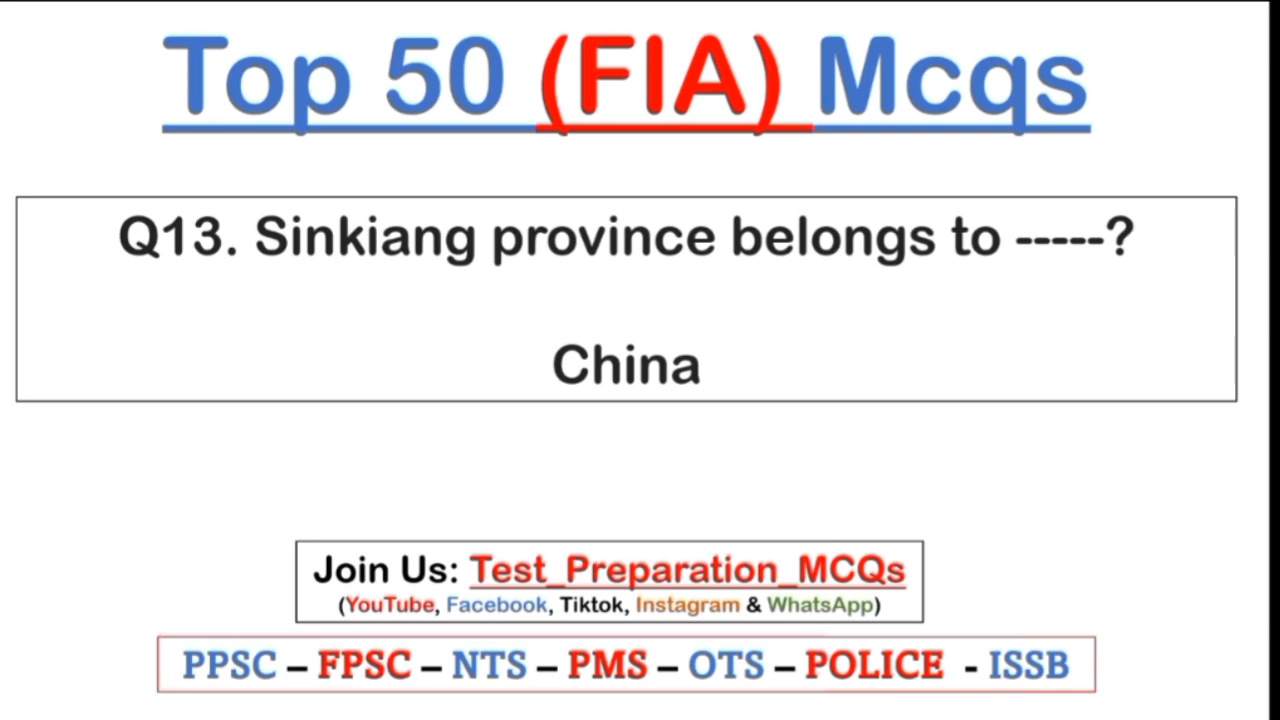 Top 50 (FIA) Mcqs
Q13. Sinkiang province belongs to -----?
China
Join Us: Test_Preparation_MCQs
(YouTube, Facebook, Tiktok, Instagram & WhatsApp)
PPSC – FPSC – NTS – PMS – OTS – POLICE - ISSB